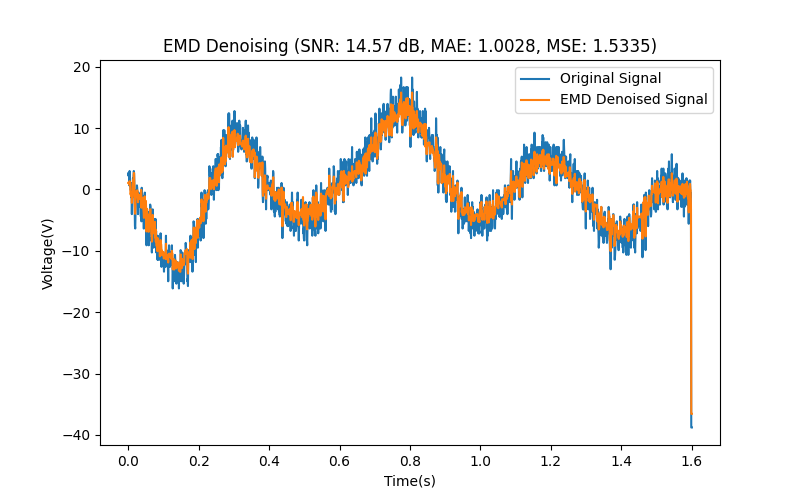 EMD Denoising (SNR: 14.57 dB, MAE: 1.0028, MSE: 1.5335)
Original Signal
EMD Denoised Signal
20
10
0
−10
−20
−30
−40
Voltage(V)
0.0 0.2 0.4 0.6 0.8 1.0 1.2 1.4 1.6
Time(s)